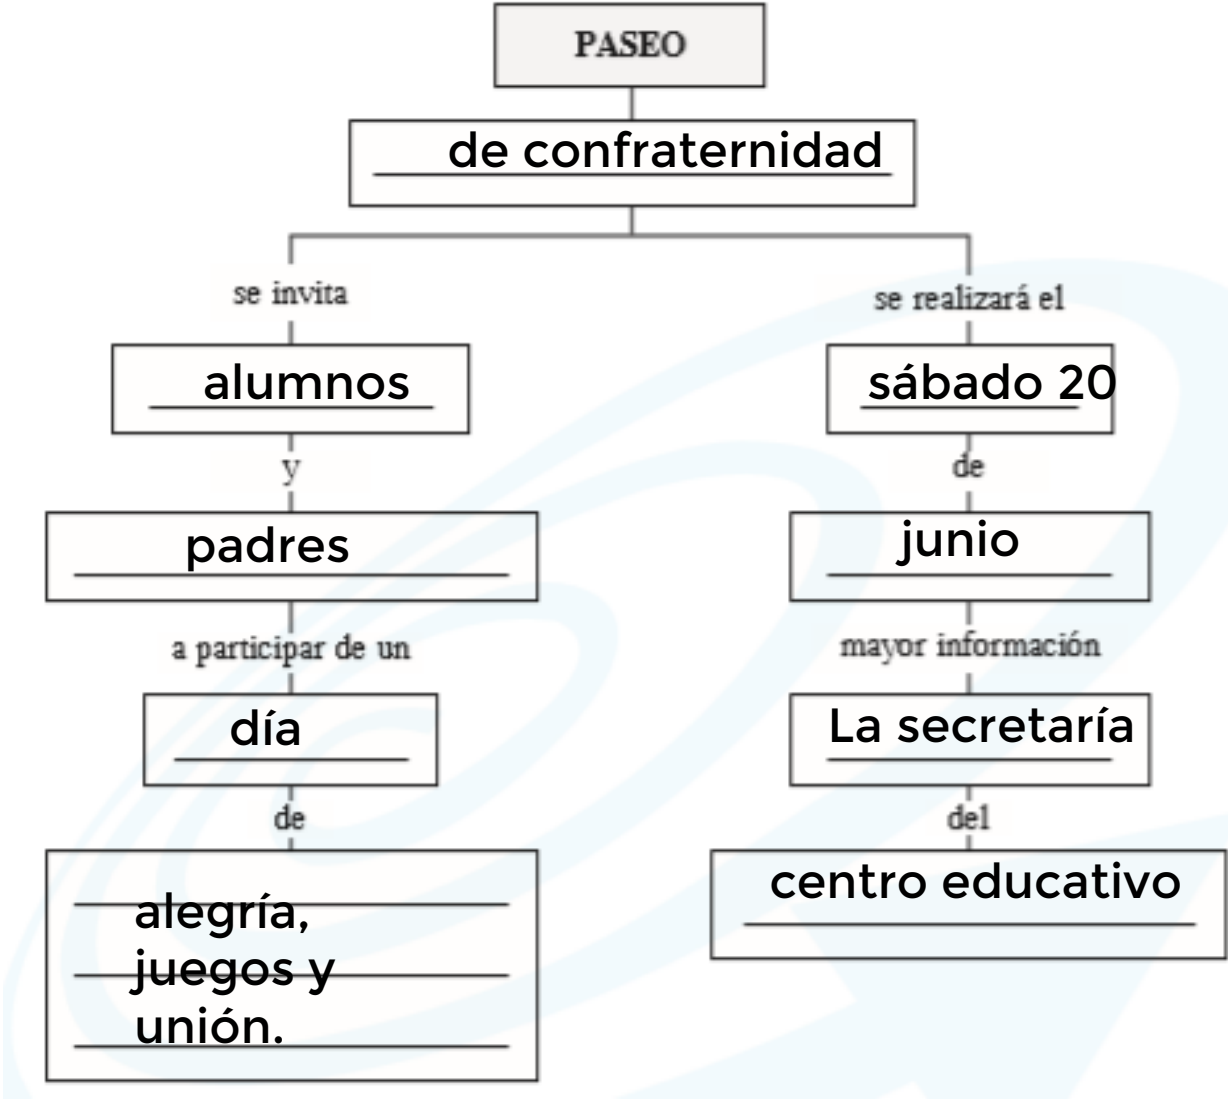 PASEO
de confraternidad
se invita
alumnos
y
padres
a participar de un
día
de
alegría,
juegos y
unión.
se realizará el
sábado 20
de
junio
mayor información
La secretaría
del
centro educativo